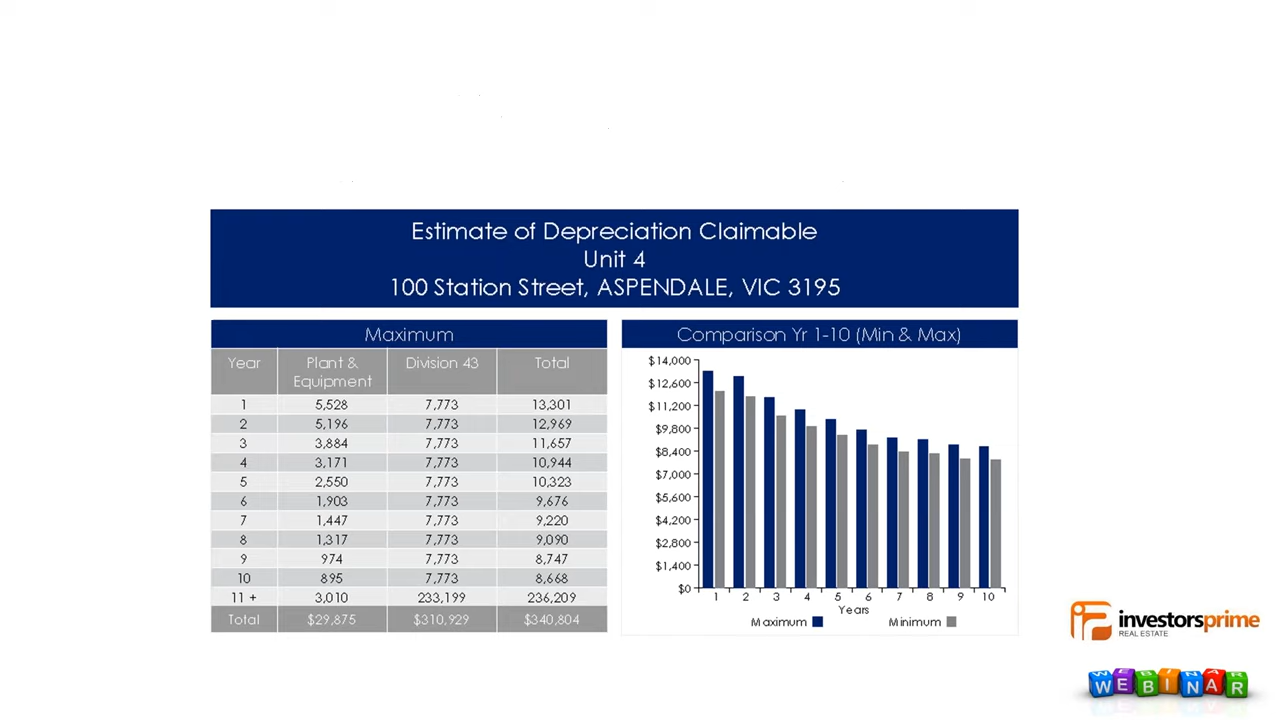 Estimate of Depreciation Claimable
Unit 4
100 Station Street, ASPENDALE, VIC 3195
Maximum
Year Plant & Equipment Division 43 Total
1 5,528 7,773 13,301
2 5,196 7,773 12,969
3 3,884 7,773 11,657
4 3,171 7,773 10,944
5 2,550 7,773 10,323
6 1,903 7,773 9,676
7 1,447 7,773 9,220
8 1,317 7,773 9,090
9 974 7,773 8,747
10 895 7,773 8,668
11 + 3,010 233,199 236,209
Total $29,875 $310,929 $340,804
Comparison Yr 1-10 (Min & Max)
$14,000
$12,600
$11,200
$9,800
$8,400
$7,000
$5,600
$4,200
$2,800
$1,400
$0
1 2 3 4 5 6 7 8 9 10
Years
Maximum Minimum
investorsprime
REAL ESTATE
WEBINAR